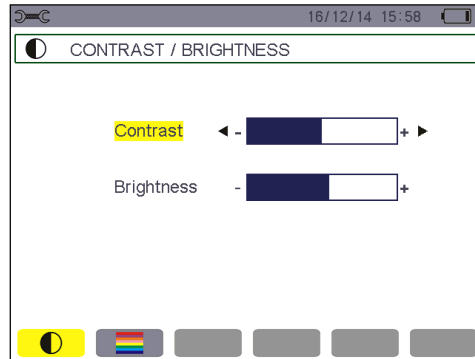 16/12/14 15:58
CONTRAST / BRIGHTNESS
Contrast - +
Brightness - +